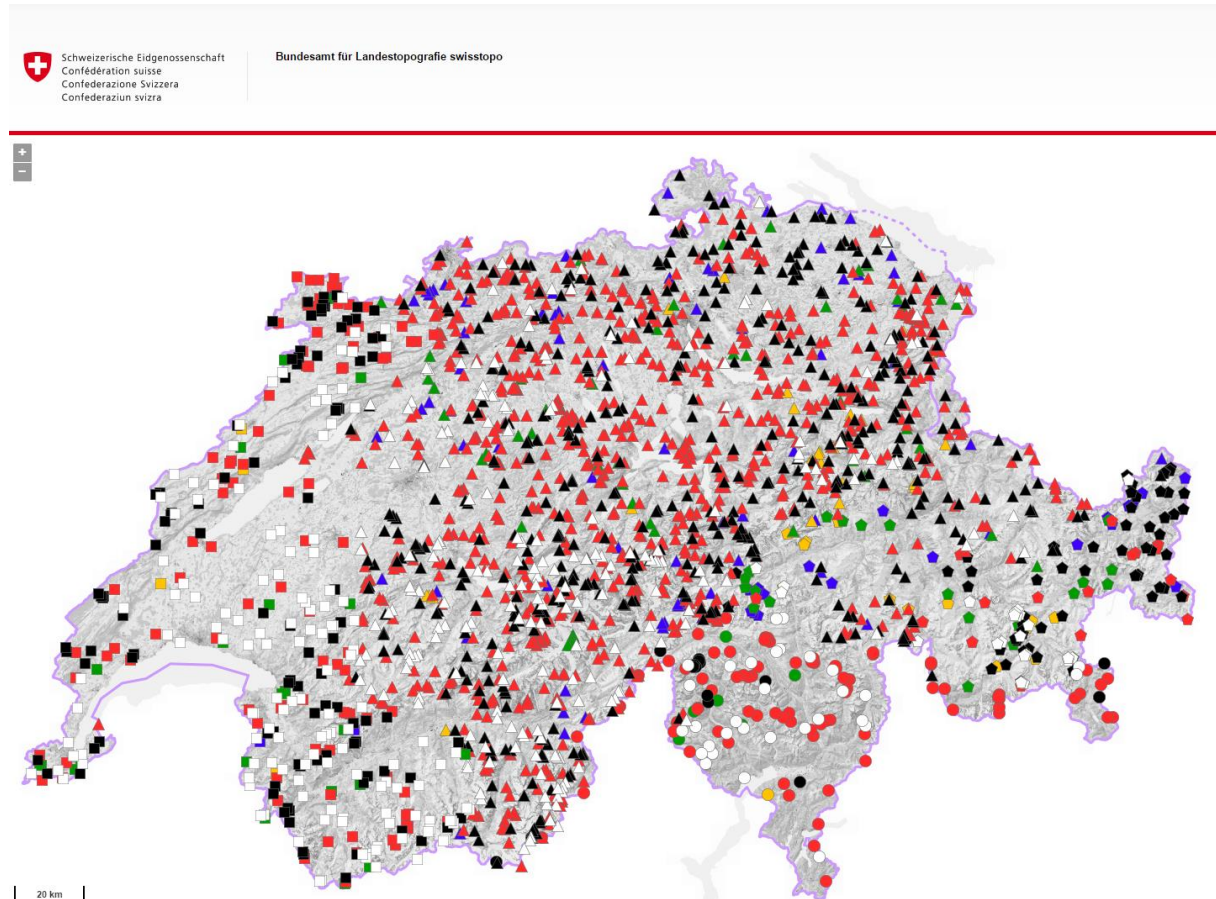 Schweizerische Eidgenossenschaft
Confédération suisse
Confederazione Svizzera
Confederaziun svizra
Bundesamt für Landestopografie swisstopo
+
−
20 km